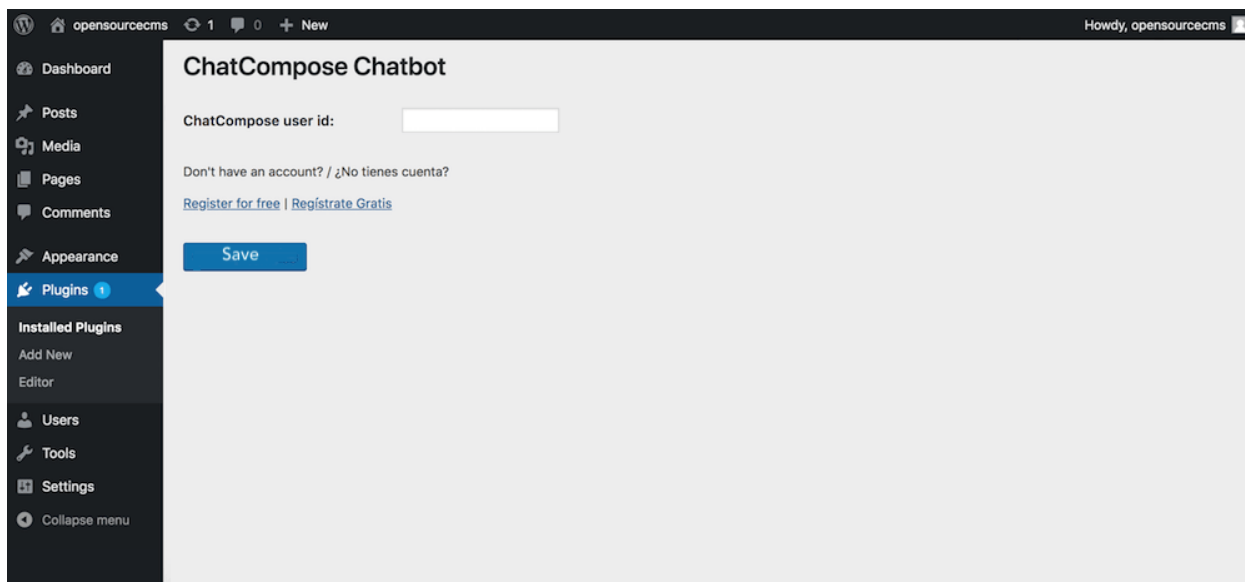 opensourcecms 1 0 + New Howdy, opensourcecms
Dashboard
Posts
Media
Pages
Comments
Appearance
Plugins 1
Installed Plugins
Add New
Editor
Users
Tools
Settings
Collapse menu
ChatCompose Chatbot
ChatCompose user id:
Don't have an account? / ¿No tienes cuenta?
Register for free | Regístrate Gratis
Save